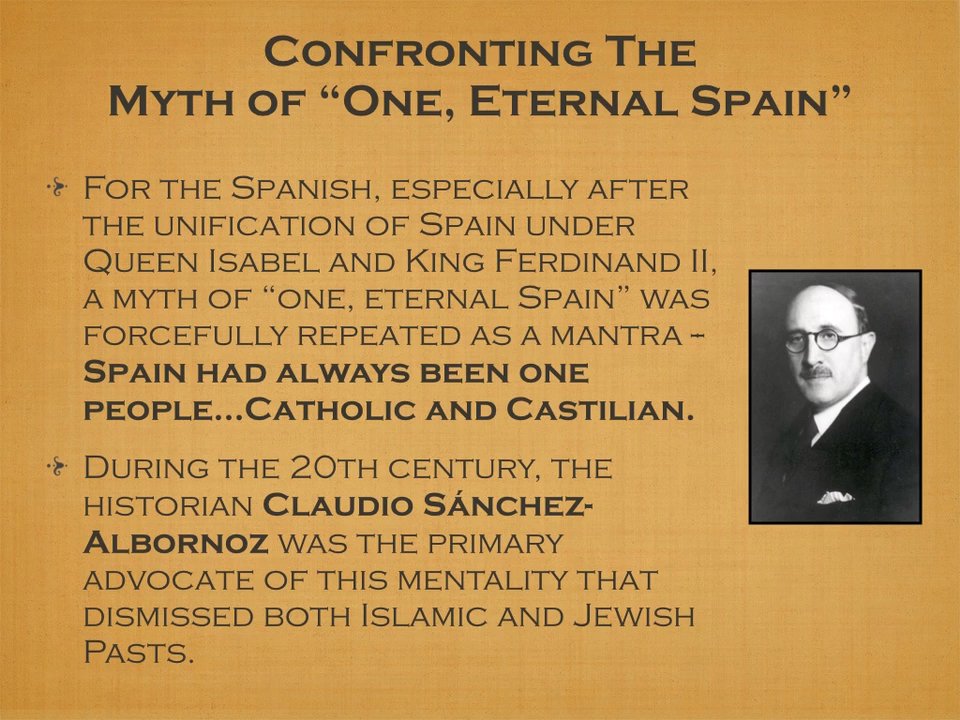 Confronting The
Myth of “One, Eternal Spain”
For the Spanish, especially after
the unification of Spain under
Queen Isabel and King Ferdinand II,
a myth of “one, eternal Spain” was
forcefully repeated as a mantra --
Spain had always been one
people...Catholic and Castilian.
During the 20th century, the
historian Claudio Sánchez-
Albornoz was the primary
advocate of this mentality that
dismissed both Islamic and Jewish
Pasts.